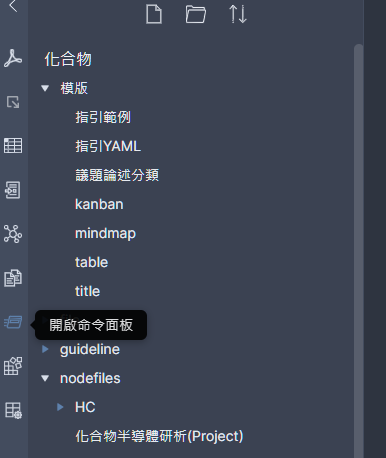 化合物
模版
指引範例
指引YAML
議題論述分類
kanban
mindmap
table
title
開啟命令面板
guideline
nodefiles
HC
化合物半導體研析(Project)